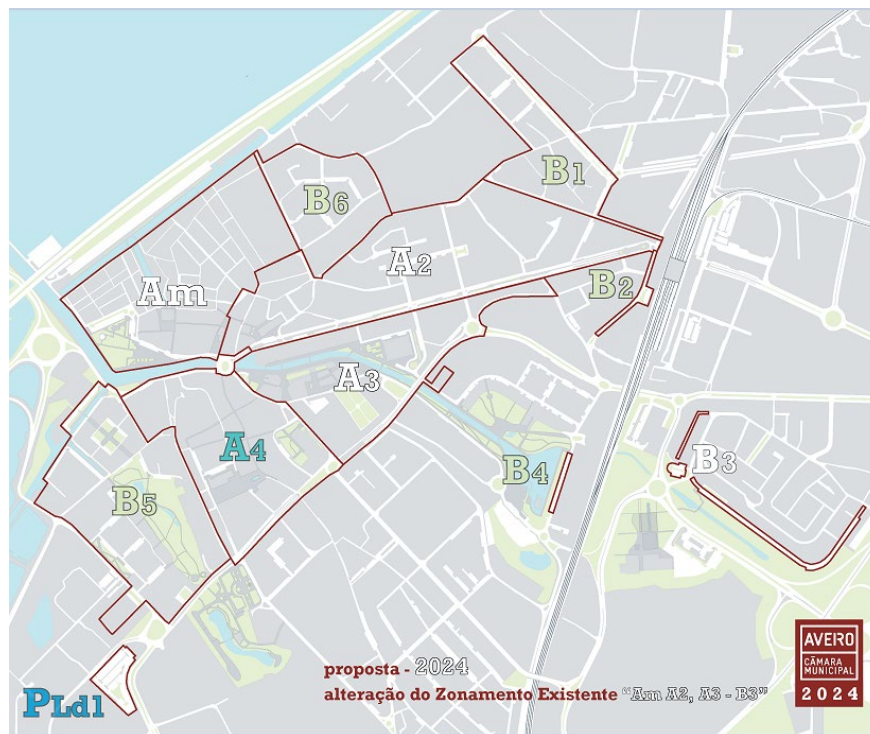 B1
B6
A2
Am
B2
A3
A4
B4
B3
B5
proposta - 2024
alteração do Zonamento Existente "Am A2, A3 - B3"
PLd1
AVEIRO
CÂMARA
MUNICIPAL
2024